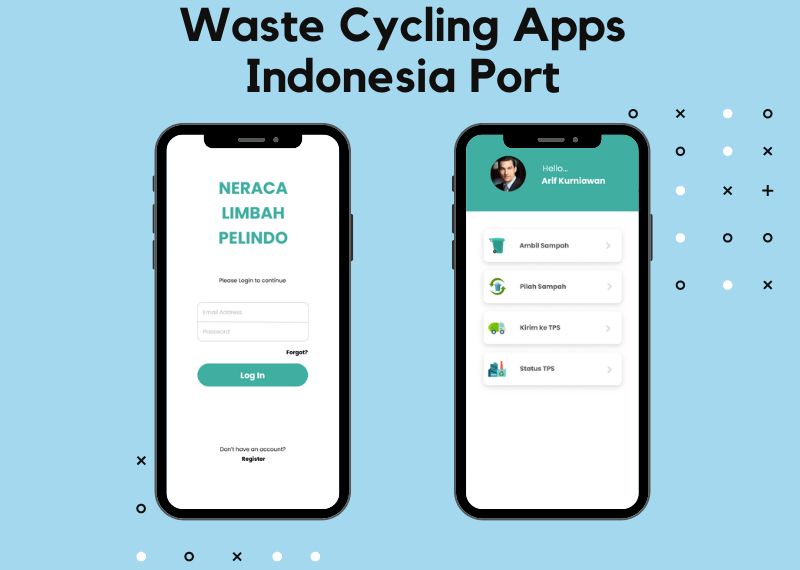 Waste Cycling Apps
Indonesia Port
NERACA
LIMBAH
PELINDO
Please Login to continue
Email Address
Password
Forgot?
Log In
Don't have an account?
Register
Hello...
Arif Kurniawan
Ambil Sampah
Pilah Sampah
Kirim ke TPS
Status TPS